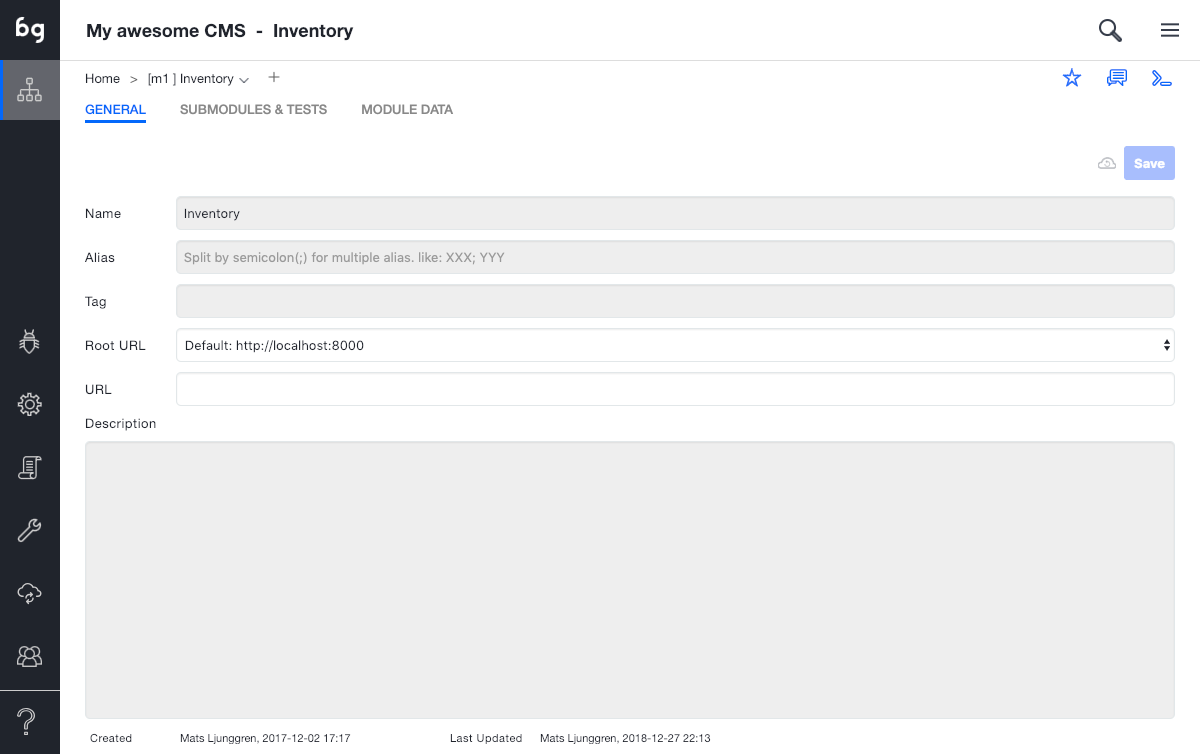 bg
My awesome CMS - Inventory
Home > [m1 ] Inventory +
GENERAL SUBMODULES & TESTS MODULE DATA
Save
Name Inventory
Alias Split by semicolon(;) for multiple alias. like: XXX; YYY
Tag
Root URL Default: http://localhost:8000
URL
Description
Created Mats Ljunggren, 2017-12-02 17:17 Last Updated Mats Ljunggren, 2018-12-27 22:13